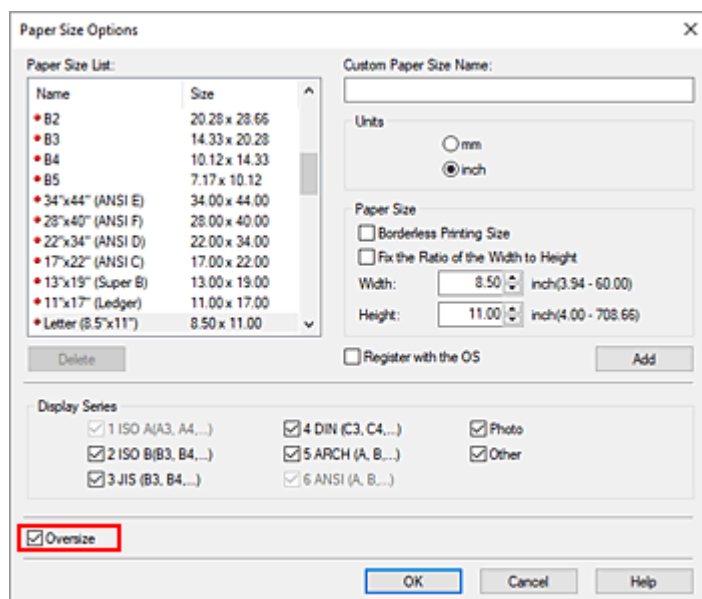 Paper Size Options
Paper Size List:
Name Size
B2 20.28 x 28.66
B3 14.33 x 20.28
B4 10.12 x 14.33
B5 7.17 x 10.12
34"x44" (ANSI E) 34.00 x 44.00
28"x40" (ANSI F) 28.00 x 40.00
22"x34" (ANSI D) 22.00 x 34.00
17"x22" (ANSI C) 17.00 x 22.00
13"x19" (Super B) 13.00 x 19.00
11"x17" (Ledger) 11.00 x 17.00
Letter (8.5"x11") 8.50 x 11.00
Delete
Custom Paper Size Name:
Units
mm
inch
Paper Size
Borderless Printing Size
Fix the Ratio of the Width to Height
Width: 8.50 inch(3.94 - 60.00)
Height: 11.00 inch(4.00 - 708.66)
Register with the OS Add
Display Series
1 ISO A(A3, A4,...) 4 DIN (C3, C4,...) Photo
2 ISO B(B3, B4,...) 5 ARCH (A, B,...) Other
3 JIS (B3, B4,...) 6 ANSI (A, B,...)
Oversize
OK Cancel Help